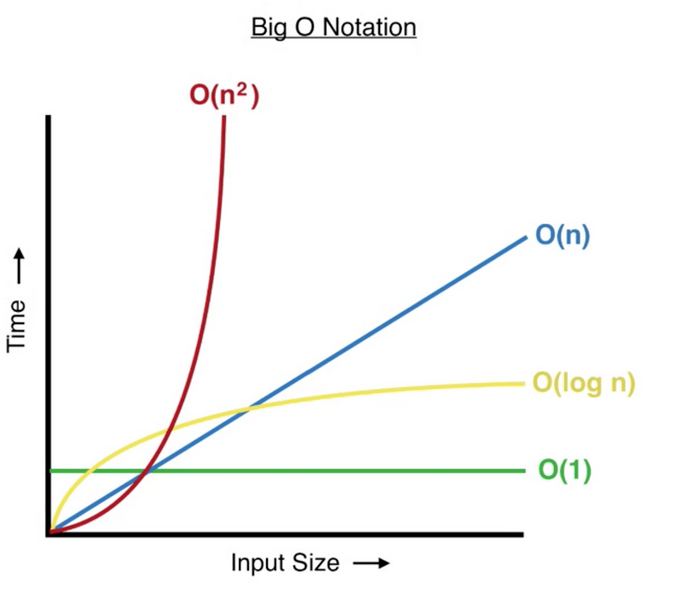 Big O Notation
O(n²)
O(n)
Time →
O(log n)
O(1)
Input Size →